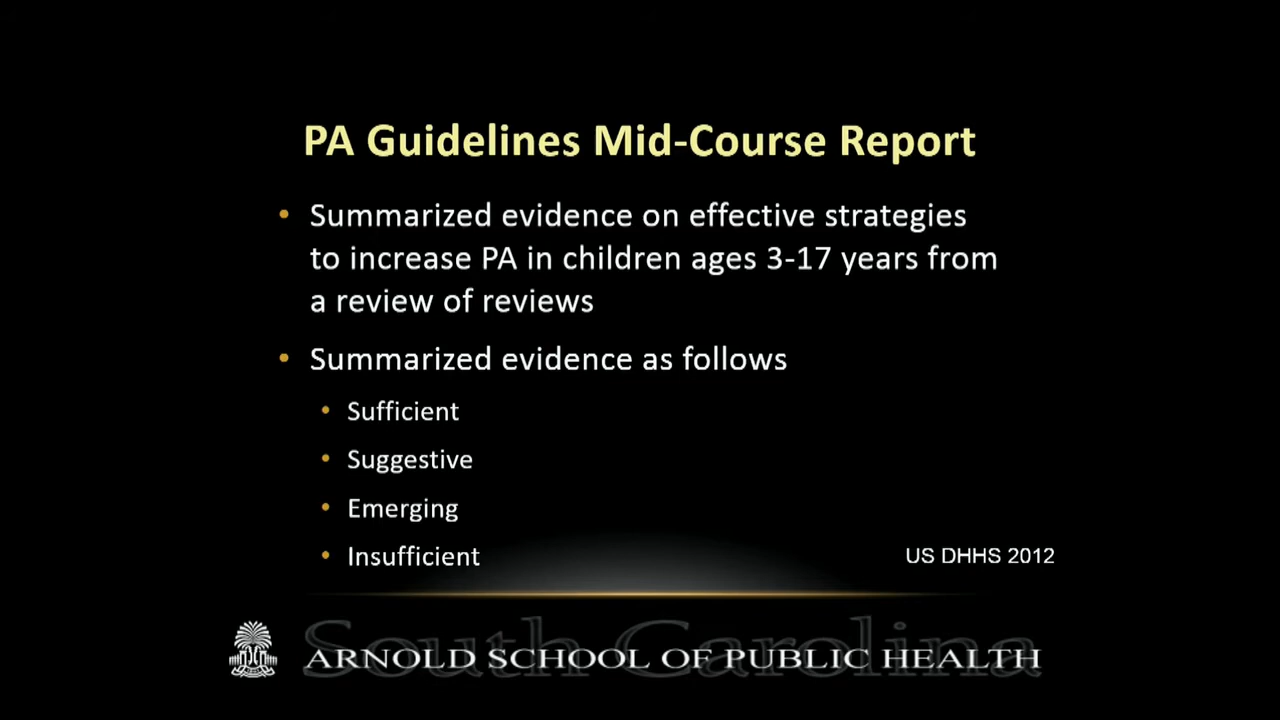 PA Guidelines Mid-Course Report
• Summarized evidence on effective strategies
to increase PA in children ages 3-17 years from
a review of reviews
• Summarized evidence as follows
• Sufficient
• Suggestive
• Emerging
• Insufficient
US DHHS 2012
South Carolina
ARNOLD SCHOOL OF PUBLIC HEALTH